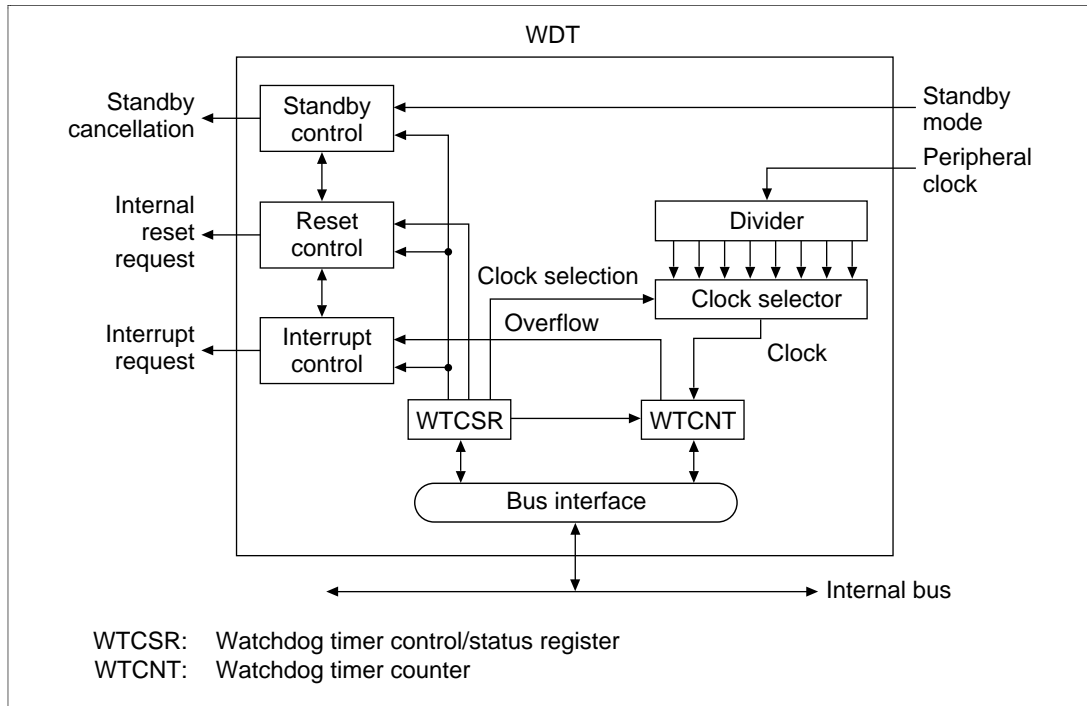 WDT
Standby
cancellation
Standby
control
Standby
mode
Peripheral
clock
Internal
reset
request
Reset
control
Divider
Clock selection
Clock selector
Interrupt
request
Interrupt
control
Overflow
Clock
WTCSR
WTCNT
Bus interface
Internal bus
WTCSR: Watchdog timer control/status register
WTCNT: Watchdog timer counter